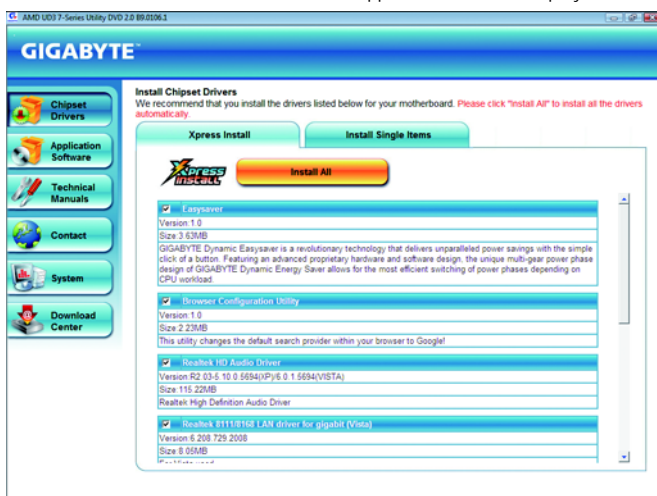 AMD UD3 7-Series Utility DVD 2.0 B9.0106.1
GIGABYTE™
Chipset
Drivers
Application
Software
Technical
Manuals
Contact
System
Download
Center
Install Chipset Drivers
We recommend that you install the drivers listed below for your motherboard. Please click "Install All" to install all the drivers
automatically.
Xpress Install
Install Single Items
Xpress
Install
Install All
Easysaver
Version:1.0
Size:3.63MB
GIGABYTE Dynamic Easysaver is a revolutionary technology that delivers unparalleled power savings with the simple
click of a button. Featuring an advanced proprietary hardware and software design, the unique multi-gear power phase
design of GIGABYTE Dynamic Energy Saver allows for the most efficient switching of power phases depending on
CPU workload.
Browser Configuration Utility
Version:1.0
Size:2.23MB
This utility changes the default search provider within your browser to Google!
Realtek HD Audio Driver
Version:R2.03-5.10.0.5694(XP)/6.0.1.5694(VISTA)
Size:115.22MB
Realtek High Definition Audio Driver
Realtek 8111/8168 LAN driver for gigabit (Vista)
Version:6.208.729.2008
Size:8.05MB